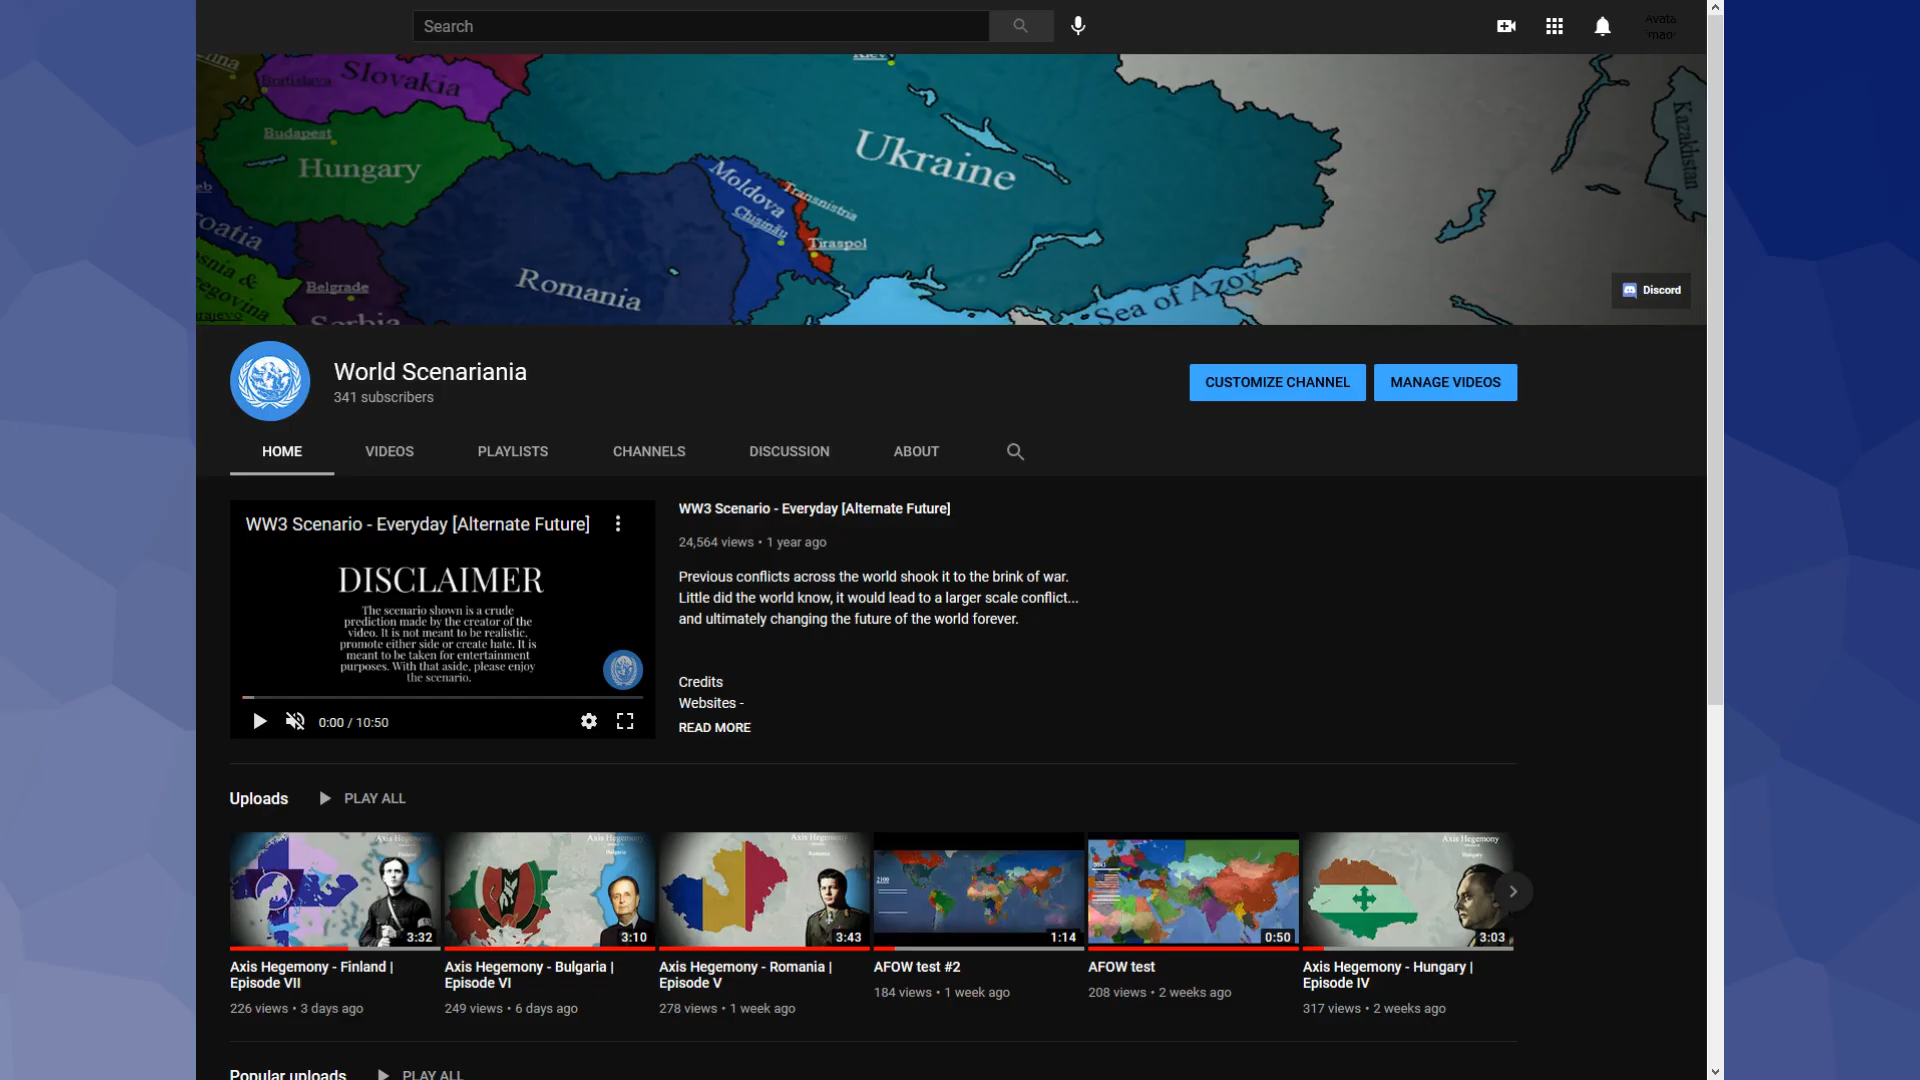 Search
Slovakia
Bratislava
Budapest
Hungary
Ukraine
Kazakhstan
Moldova
Chișinău
Transnistria
Tiraspol
Romania
Belgrade
Serbia
Sea of Azov
Discord
World Scenariania
341 subscribers
CUSTOMIZE CHANNEL
MANAGE VIDEOS
HOME
VIDEOS
PLAYLISTS
CHANNELS
DISCUSSION
ABOUT
WW3 Scenario - Everyday [Alternate Future]
DISCLAIMER
The scenario shown is a crude
prediction made by the creator of the
video. It is not meant to be realistic,
promote either side or create hate. It is
meant to be taken for entertainment
purposes. With that aside, please enjoy
the scenario.
0:00 / 10:50
WW3 Scenario - Everyday [Alternate Future]
24,564 views • 1 year ago
Previous conflicts across the world shook it to the brink of war.
Little did the world know, it would lead to a larger scale conflict...
and ultimately changing the future of the world forever.
Credits
Websites -
READ MORE
Uploads
PLAY ALL
3:32
3:10
3:43
2100
1:14
0:50
Axis Hegemony
Hungary
3:03
Axis Hegemony - Finland |
Episode VII
226 views • 3 days ago
Axis Hegemony - Bulgaria |
Episode VI
249 views • 6 days ago
Axis Hegemony - Romania |
Episode V
278 views • 1 week ago
AFOW test #2
184 views • 1 week ago
AFOW test
208 views • 2 weeks ago
Axis Hegemony - Hungary |
Episode IV
317 views • 2 weeks ago
Popular uploads
PLAY ALL